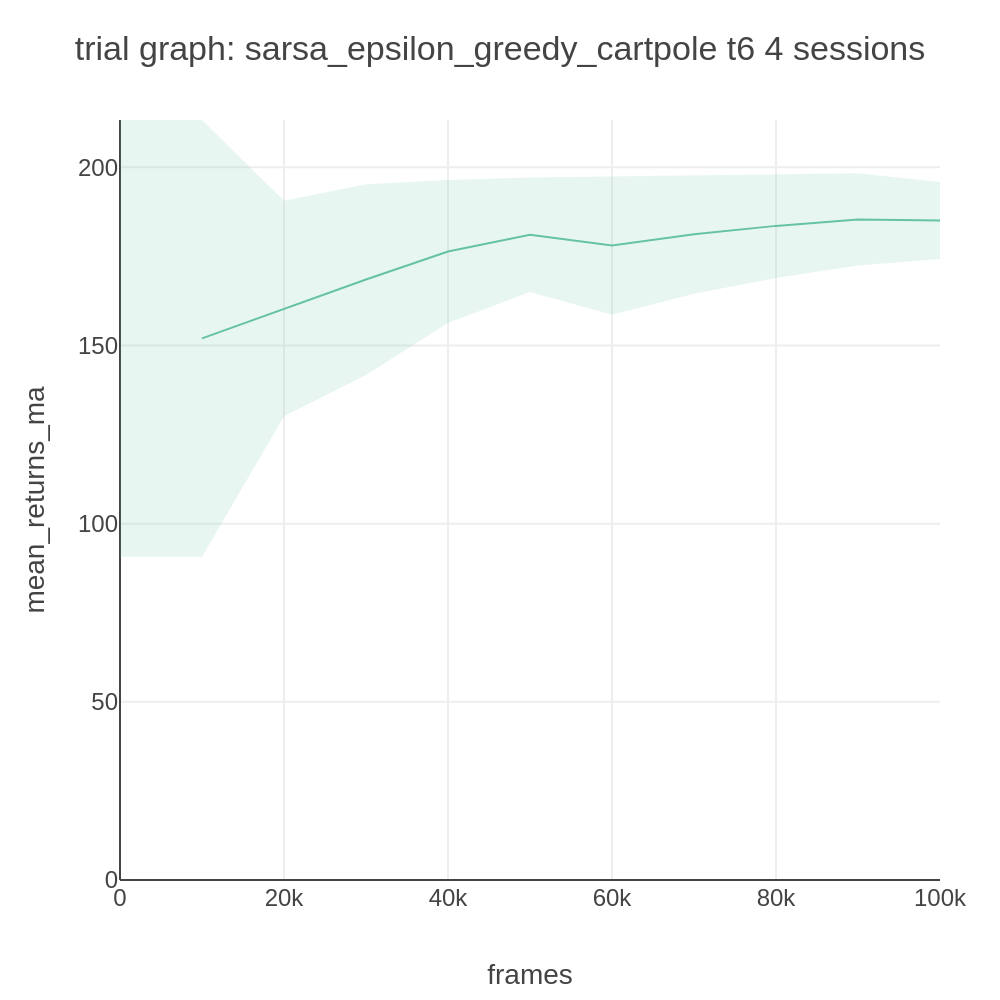 trial graph: sarsa_epsilon_greedy_cartpole t6 4 sessions
200
150
100
50
0
mean_returns_ma
0 20k 40k 60k 80k 100k
frames